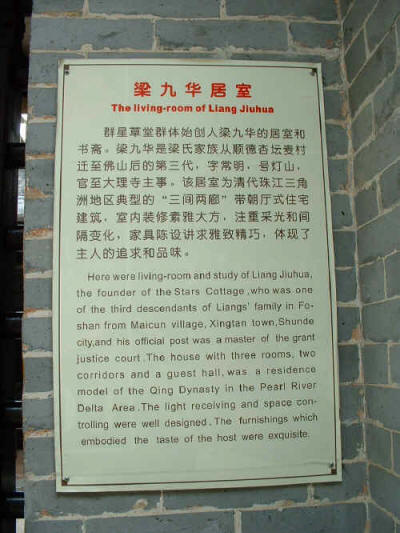 梁九华居室
The living-room of Liang Jiuhua
群星草堂群体始创人梁九华的居室和
书斋。梁九华是梁氏家族从顺德杏坛麦村
迁至佛山后的第三代，字常明，号灯山，
官至大理寺主事。该居室为清代珠江三角
洲地区典型的“三间两廊”带朝厅式住宅
建筑，室内装修素雅大方，注重采光和间
隔变化，家具陈设讲求雅致精巧，体现了
主人的追求和品味。
Here were living-room and study of Liang Jiuhua,
the founder of the Stars Cottage ,who was one
of the third descendants of Liangs' family in Fo-
shan from Maicun village, Xingtan town,Shunde
city,and his official post was a master of the grant
justice court .The house with three rooms, two
corridors and a guest hall, was a residence
model of the Qing Dynasty in the Pearl River
Delta Area .The light receiving and space con-
trolling were well designed . The furnishings which
embodied the taste of the host were exquisite.